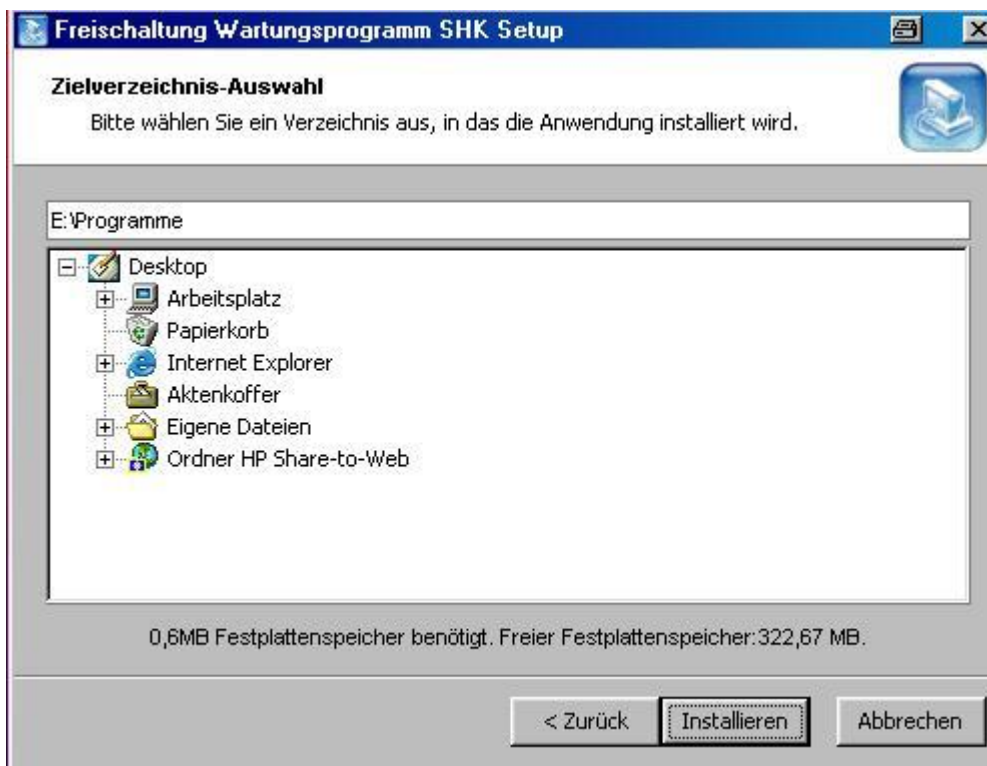 Freischaltung Wartungsprogramm SHK Setup
Zielverzeichnis-Auswahl
Bitte wählen Sie ein Verzeichnis aus, in das die Anwendung installiert wird.
E:\Programme
Desktop
Arbeitsplatz
Papierkorb
Internet Explorer
Aktenkoffer
Eigene Dateien
Ordner HP Share-to-Web
0,6MB Festplattenspeicher benötigt. Freier Festplattenspeicher:322,67 MB.
< Zurück
Installieren
Abbrechen